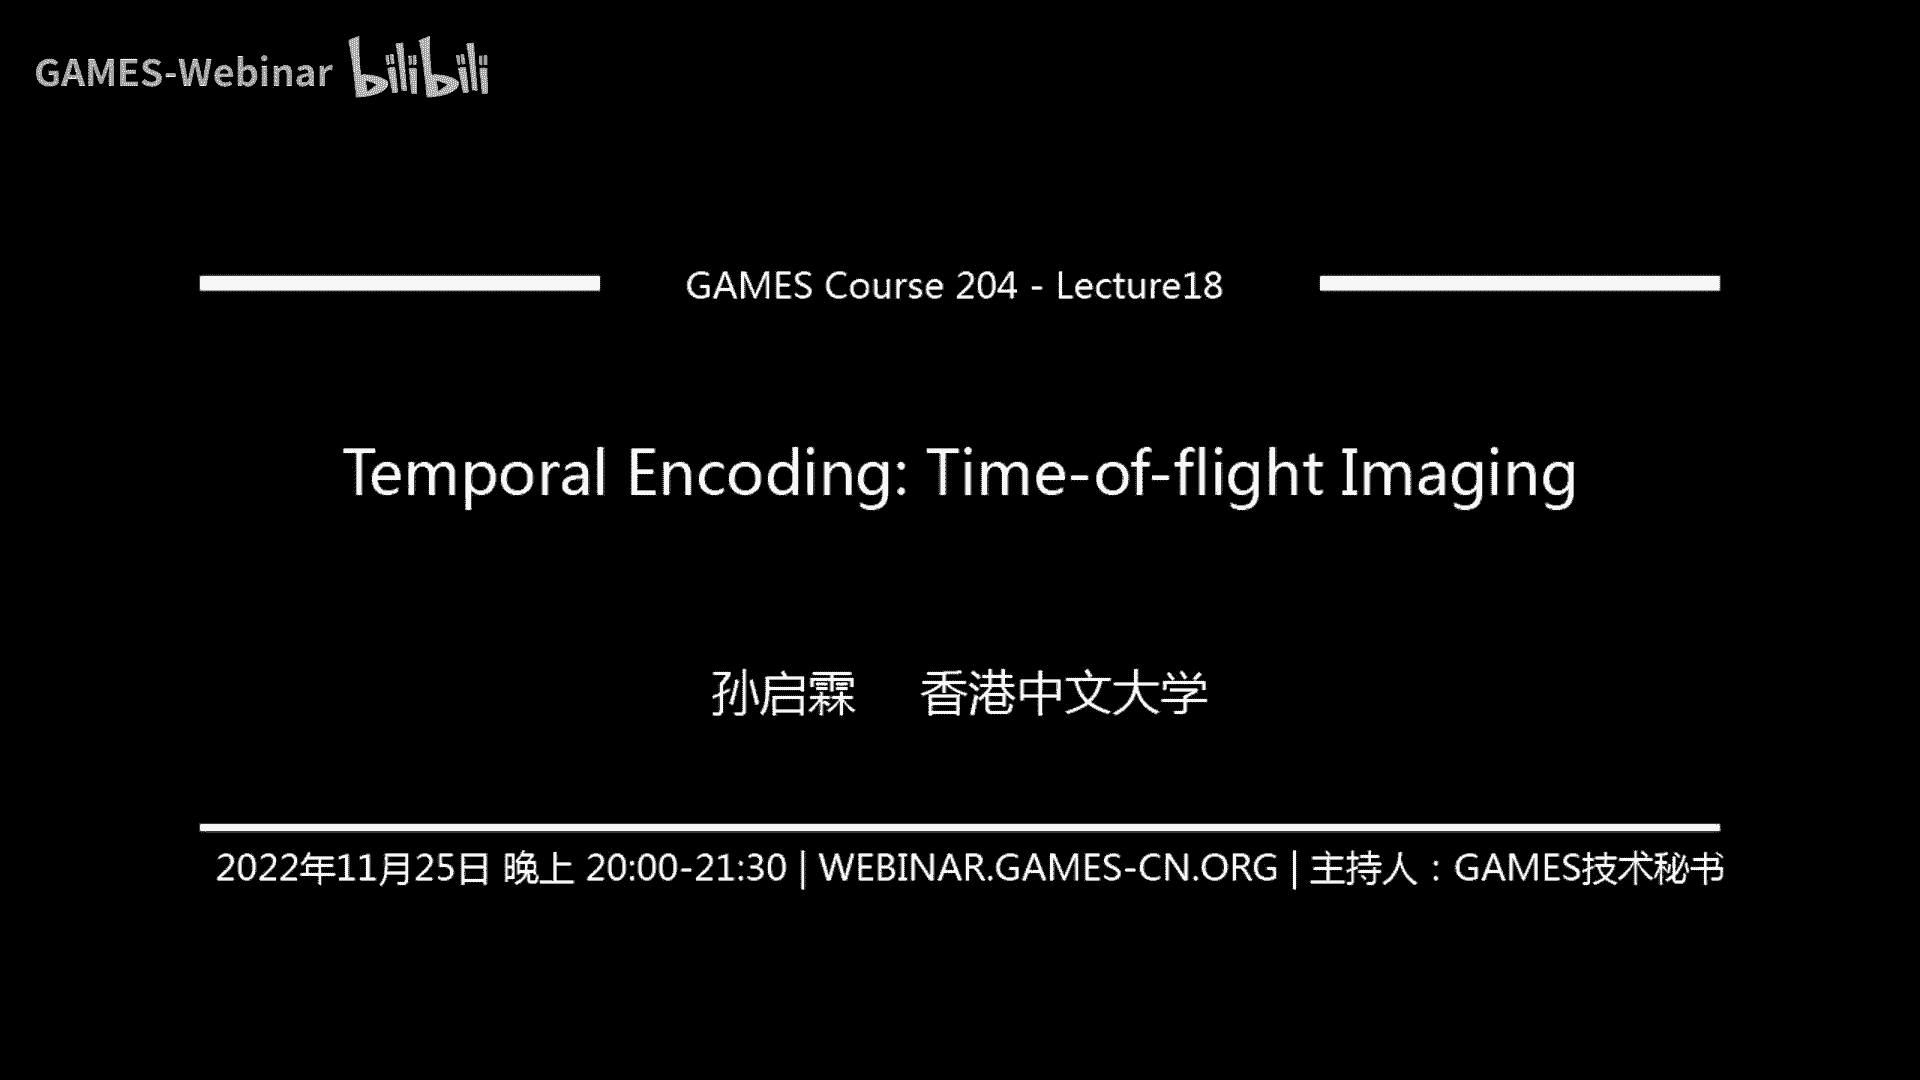 GAMES-Webinar bilibili
GAMES Course 204 - Lecture18
Temporal Encoding: Time-of-flight Imaging
孙启霖 香港中文大学
2022年11月25日 晚上 20:00-21:30 | WEBINAR.GAMES-CN.ORG | 主持人：GAMES技术秘书